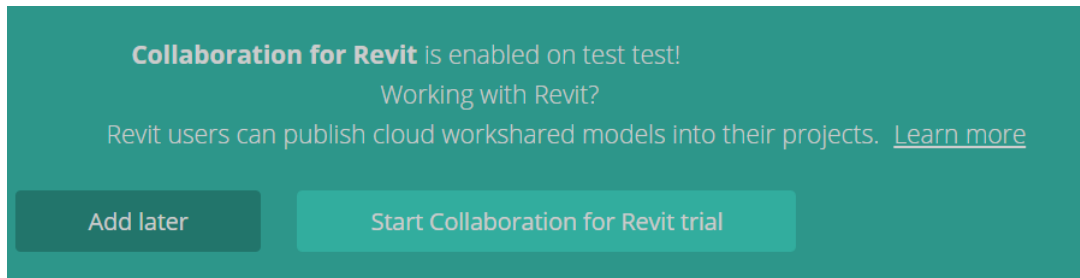 Collaboration for Revit is enabled on test test!
Working with Revit?
Revit users can publish cloud workshared models into their projects. Learn more
Add later
Start Collaboration for Revit trial